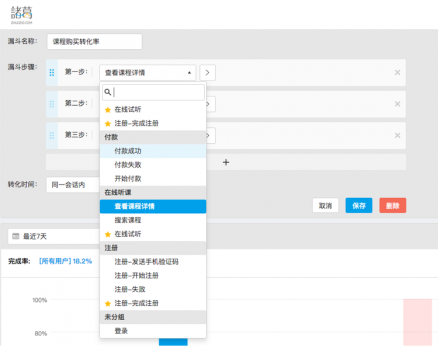 諸葛
漏斗名称： 课程购买转化率
漏斗步骤： 第一步： 查看课程详情
在线试听
注册-完成注册
第二步：
付款
付款成功
第三步：
付款失败
开始付款
转化时间： 同一会话内
在线听课
查看课程详情
取消 保存 删除
搜索课程
在线试听
最近7天
注册
注册-发送手机验证码
完成率： [所有用户] 18.2%
注册-开始注册
注册-失败
100%
注册-完成注册
未分组
80%
登录